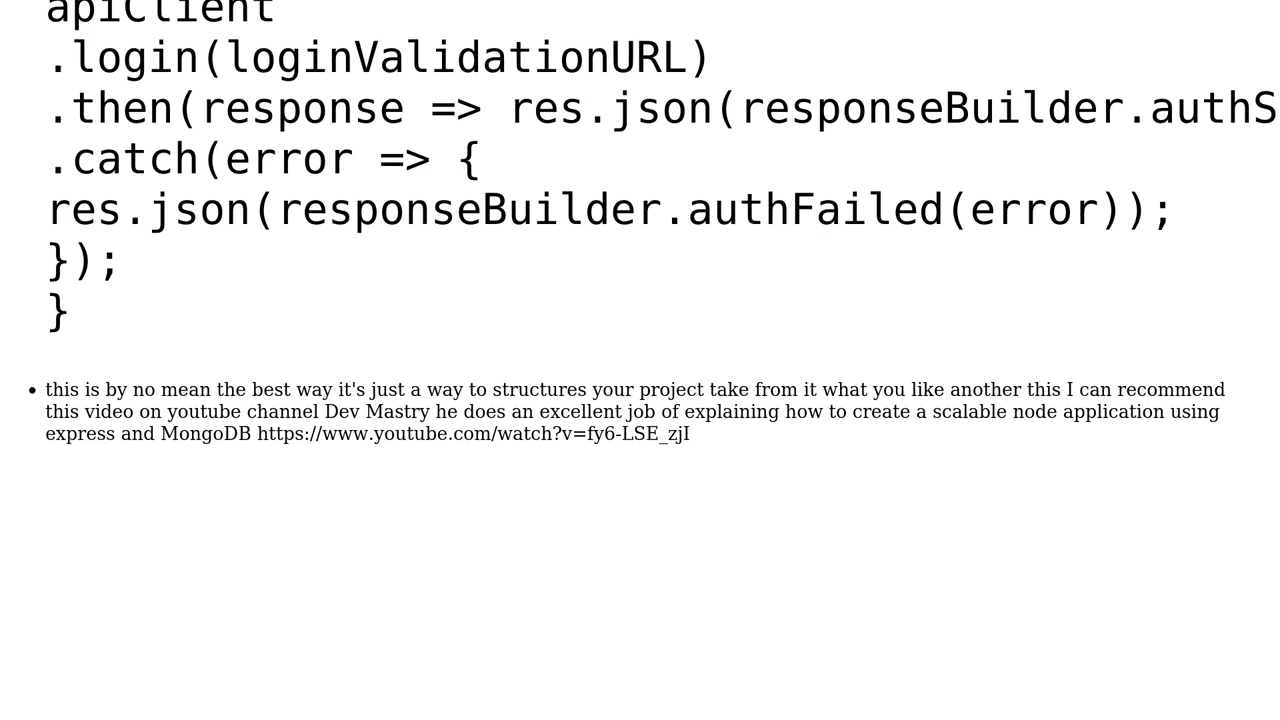 apiClient
.login(loginValidationURL)
.then(response => res.json(responseBuilder.authS
.catch(error => {
res.json(responseBuilder.authFailed(error));
});
}
• this is by no mean the best way it's just a way to structures your project take from it what you like another this I can recommend
this video on youtube channel Dev Mastry he does an excellent job of explaining how to create a scalable node application using
express and MongoDB https://www.youtube.com/watch?v=fy6-LSE_zjI